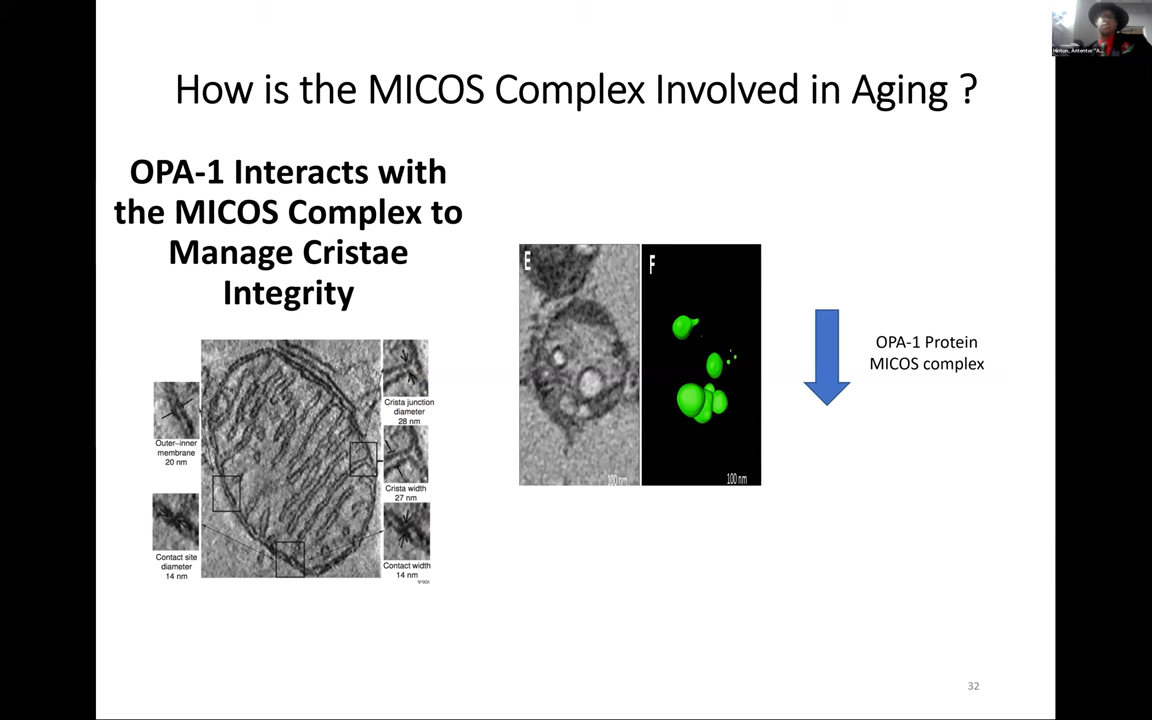 How is the MICOS Complex Involved in Aging ?
OPA-1 Interacts with
the MICOS Complex to
Manage Cristae
Integrity
Outer–inner
membrane
20 nm
Contact site
diameter
14 nm
Crista junction
diameter
28 nm
Crista width
27 nm
Contact width
14 nm
E
F
100 nm
100 nm
OPA-1 Protein
MICOS complex
32
Hinton, Antentor "A...